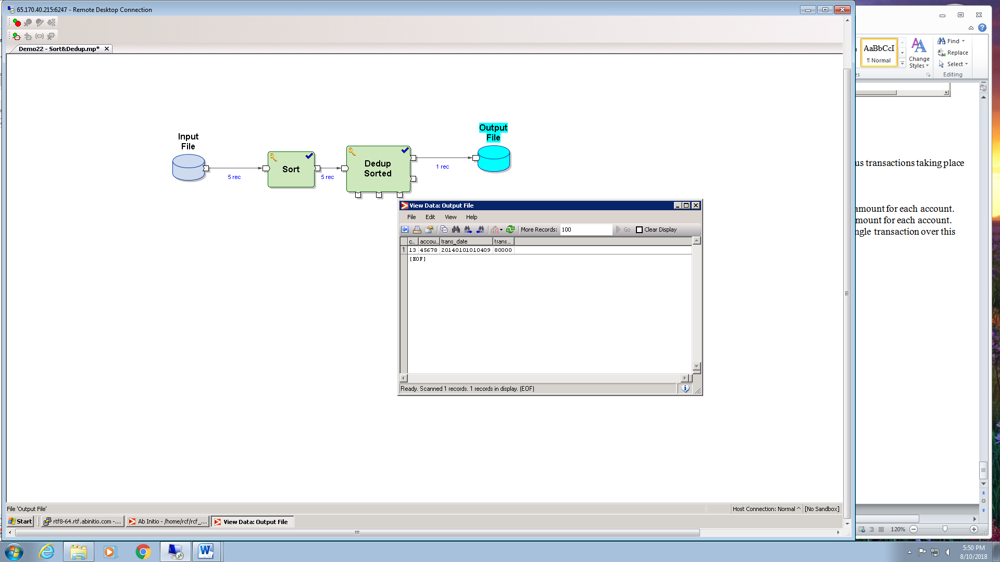 65.170.40.215:6247 - Remote Desktop Connection
Demo22 - Sort&Dedup.mp*
Input
File
5 rec
Sort
5 rec
Dedup
Sorted
1 rec
Output
File
View Data: Output File
File Edit View Help
More Records: 100 Go Clear Display
c... accou... trans_date trans...
1 13 45678 20140101010409 80000
[EOF]
Ready. Scanned 1 records. 1 records in display. (EOF)
File 'Output File'
Host Connection: Normal ^ [No Sandbox]
Start
rtf8-64.rtf.abinitio.com -...
Ab Initio - /home/rcf/rcf_...
View Data: Output File
AaBbCcI
¶ Normal
Change
Styles
Find
Replace
Select
Editing
us transactions taking place
amount for each account.
mount for each account.
ngle transaction over this
120%
5:50 PM
8/10/2018